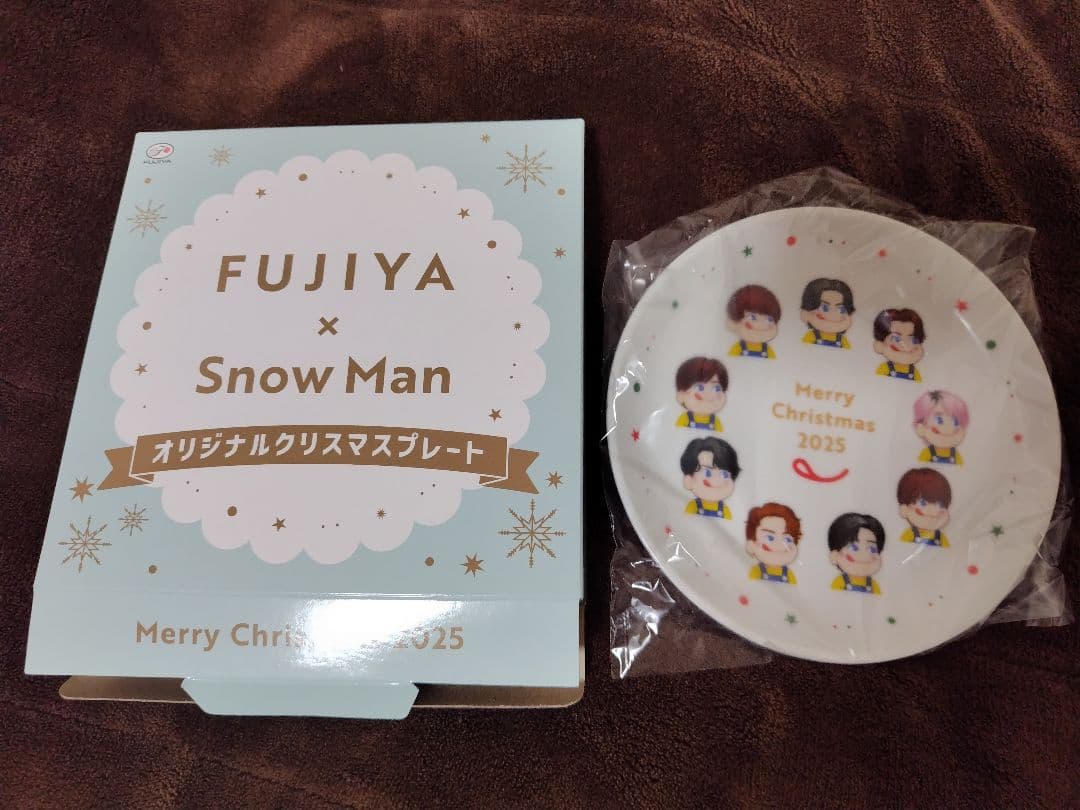 FUJIYA
FUJIYA
×
Snow Man
オリジナルクリスマスプレート
Merry Chris 2025
Merry
Christmas
2025